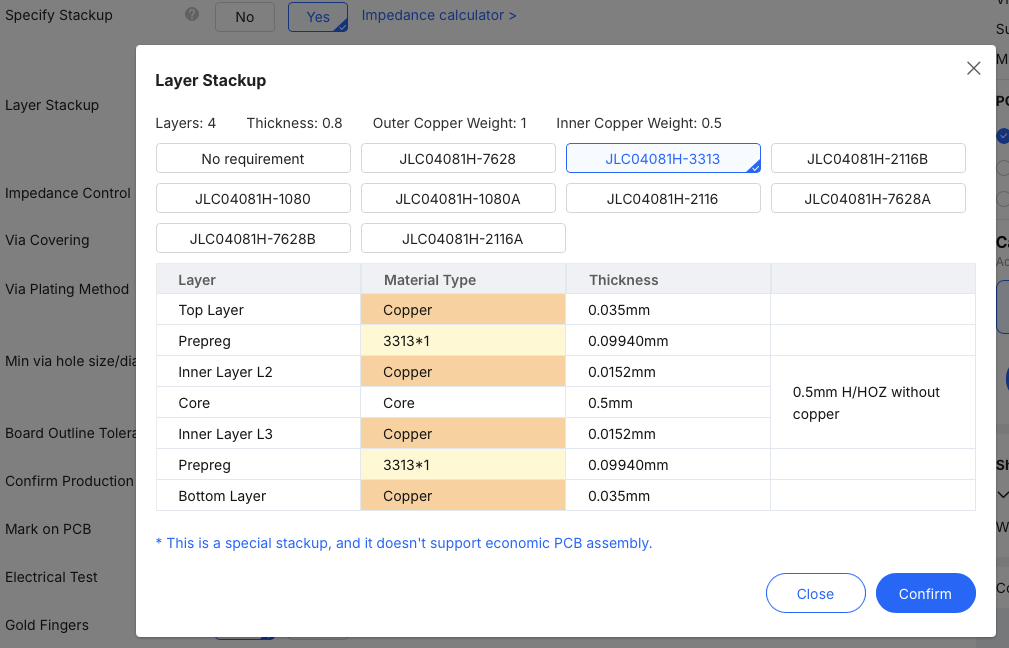 Specify Stackup ? No Yes Impedance calculator >
Layer Stackup
Layers: 4 Thickness: 0.8 Outer Copper Weight: 1 Inner Copper Weight: 0.5
No requirement JLC04081H-7628 JLC04081H-3313 JLC04081H-2116B
JLC04081H-1080 JLC04081H-1080A JLC04081H-2116 JLC04081H-7628A
JLC04081H-7628B JLC04081H-2116A
Layer Material Type Thickness
Top Layer Copper 0.035mm
Prepreg 3313*1 0.09940mm
Inner Layer L2 Copper 0.0152mm
Core Core 0.5mm
0.5mm H/HOZ without
copper
Inner Layer L3 Copper 0.0152mm
Prepreg 3313*1 0.09940mm
Bottom Layer Copper 0.035mm
* This is a special stackup, and it doesn't support economic PCB assembly.
Close Confirm
Layer Stackup
Impedance Control
Via Covering
Via Plating Method
Min via hole size/dia
Board Outline Tolera
Confirm Production
Mark on PCB
Electrical Test
Gold Fingers